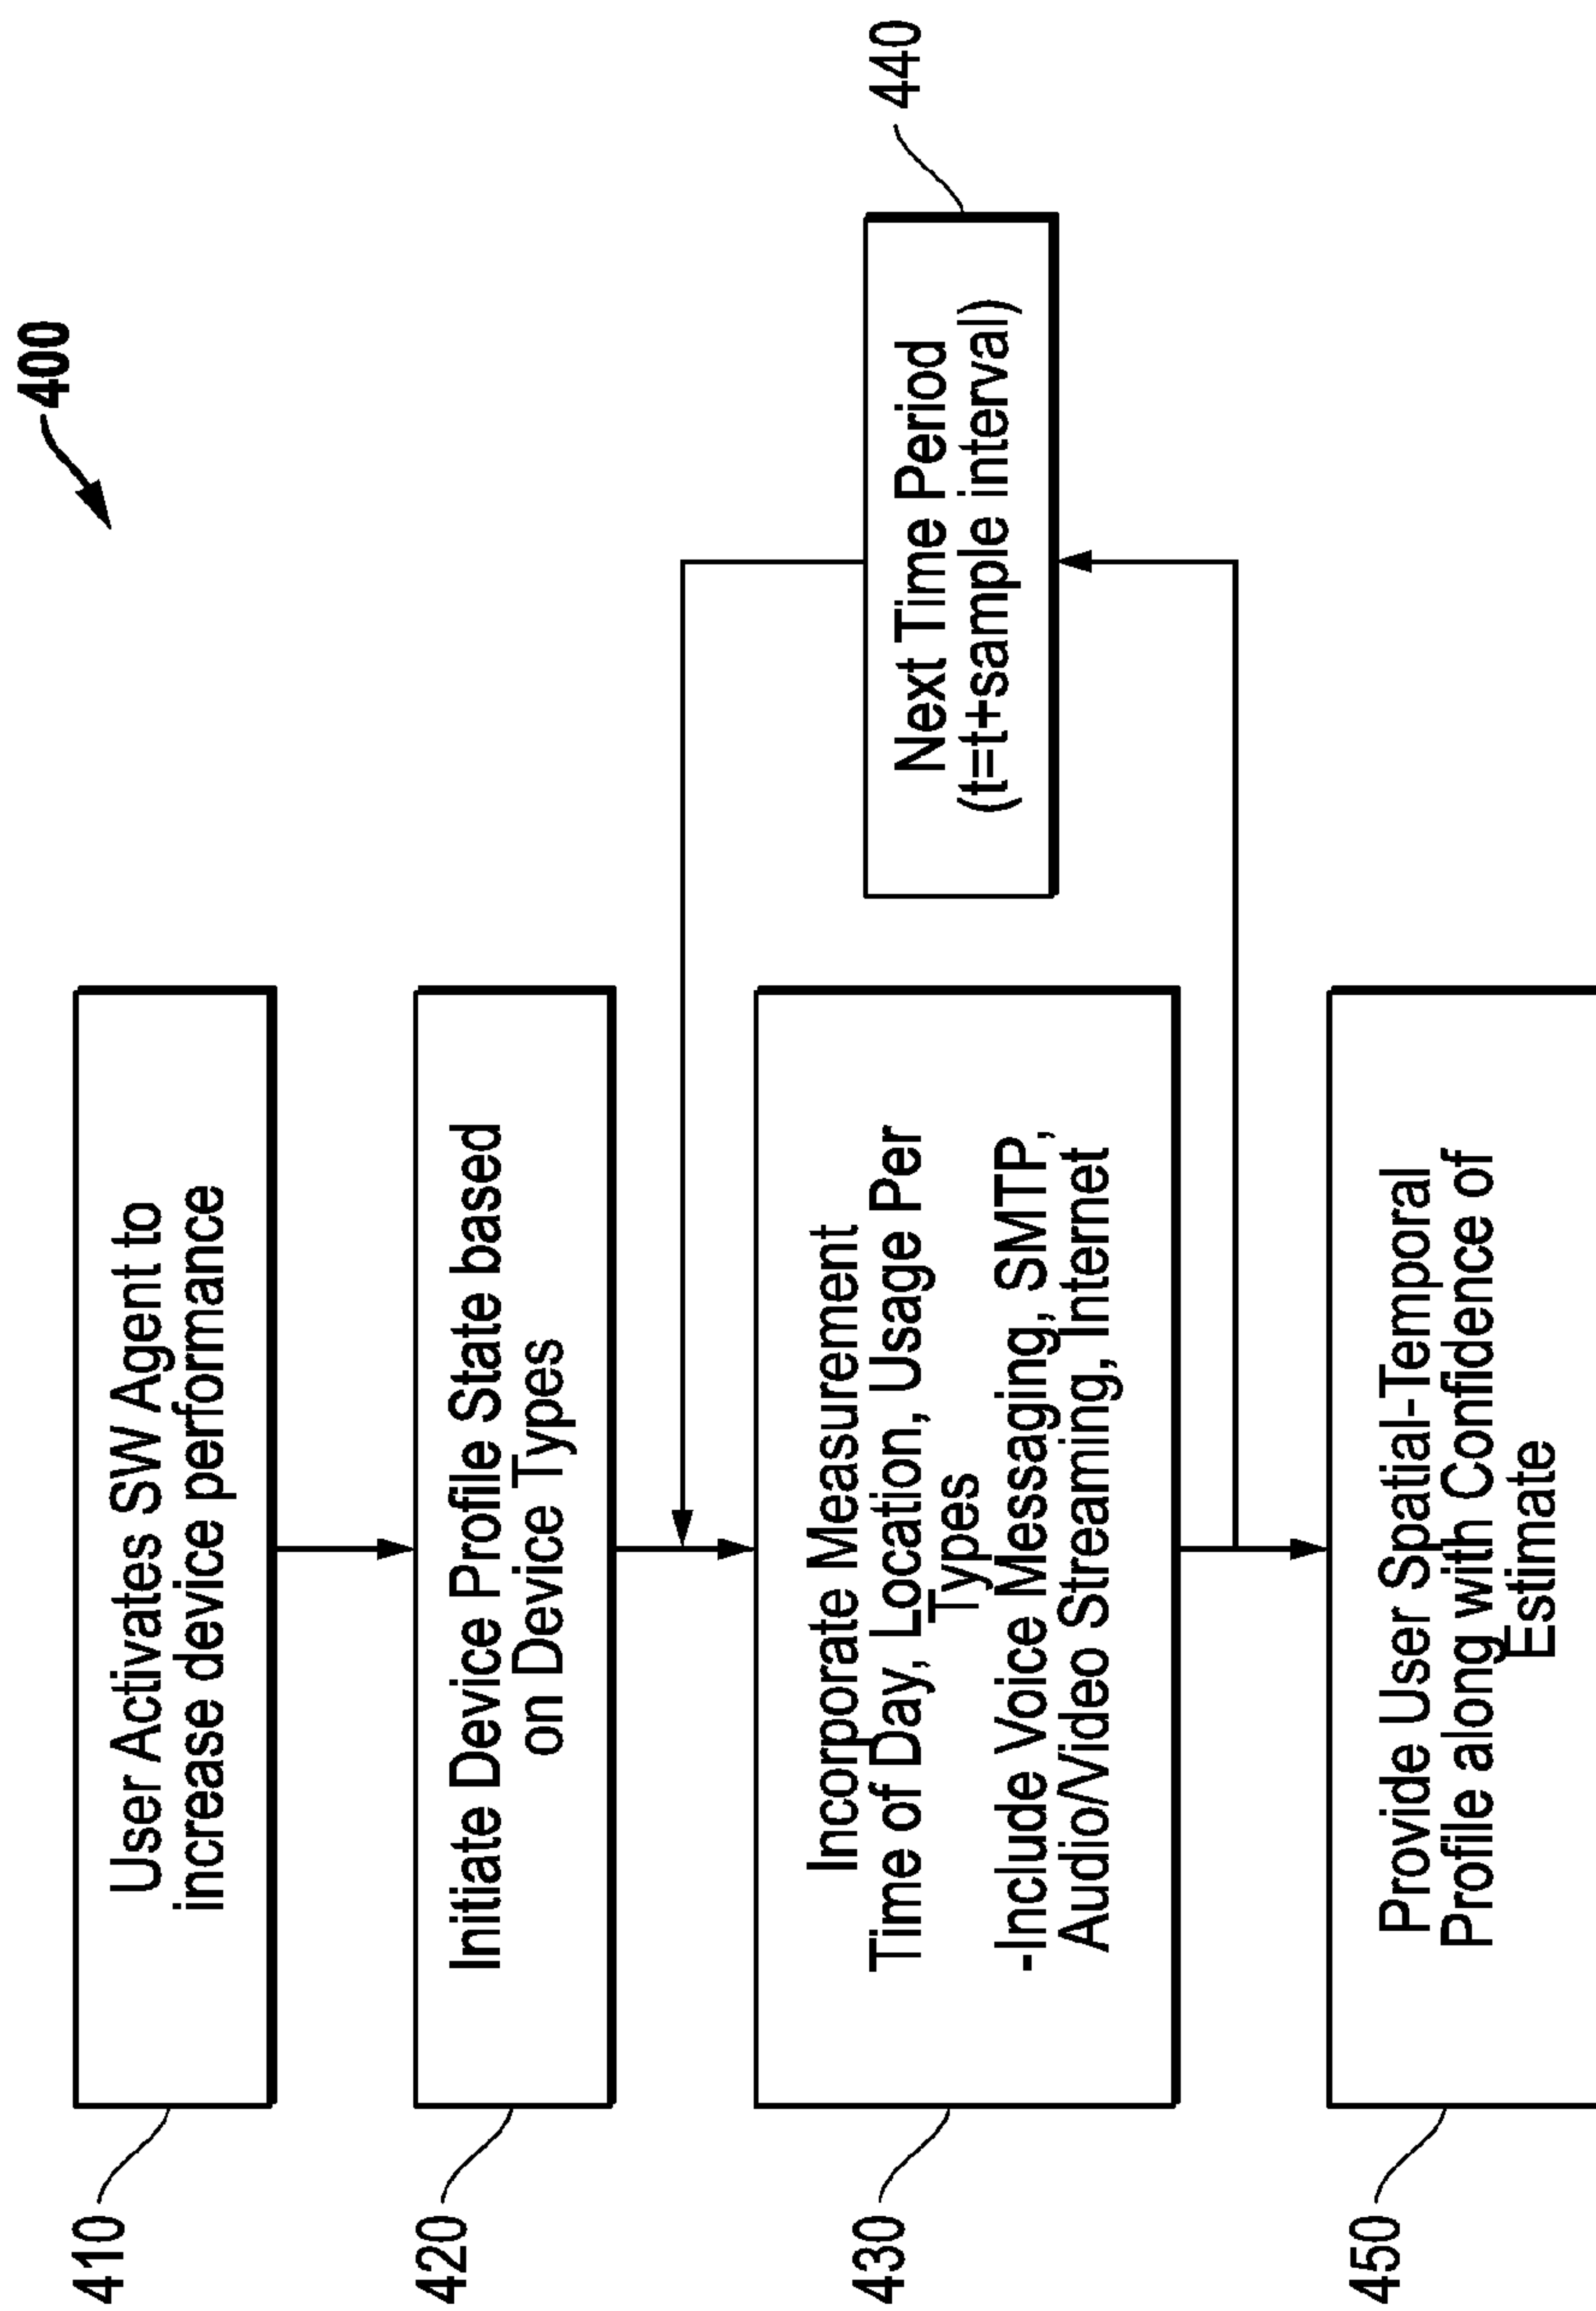 400
410
User Activates SW Agent to
increase device performance
420
Initiate Device Profile State based
on Device Types
430
Incorporate Measurement
Time of Day, Location, Usage Per
Types
-Include Voice Messaging, SMTP,
Audio/Video Streaming, Internet
440
Next Time Period
(t=t+sample interval)
450
Provide User Spatial-Temporal
Profile along with Confidence of
Estimate